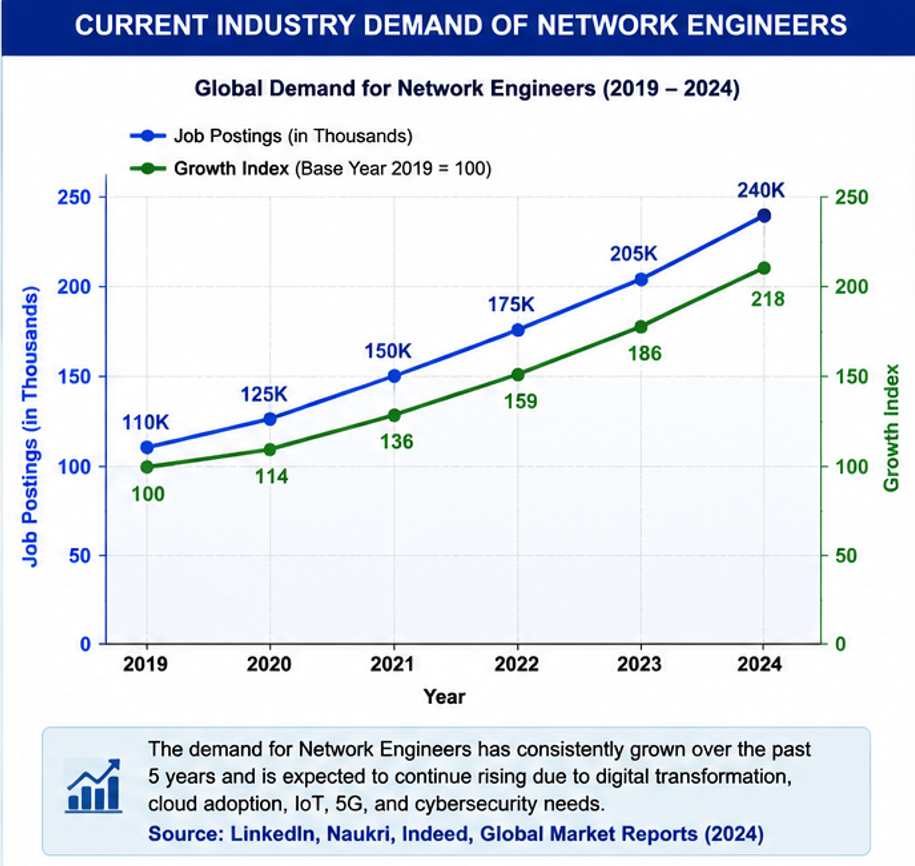 CURRENT INDUSTRY DEMAND OF NETWORK ENGINEERS
Global Demand for Network Engineers (2019 – 2024)
Job Postings (in Thousands)
Growth Index (Base Year 2019 = 100)
Job Postings (in Thousands)
250
200
150
100
50
0
110K
125K
150K
175K
205K
240K
100
114
136
159
186
218
250
200
150
100
50
0
Growth Index
2019 2020 2021 2022 2023 2024
Year
The demand for Network Engineers has consistently grown over the past
5 years and is expected to continue rising due to digital transformation,
cloud adoption, IoT, 5G, and cybersecurity needs.
Source: LinkedIn, Naukri, Indeed, Global Market Reports (2024)